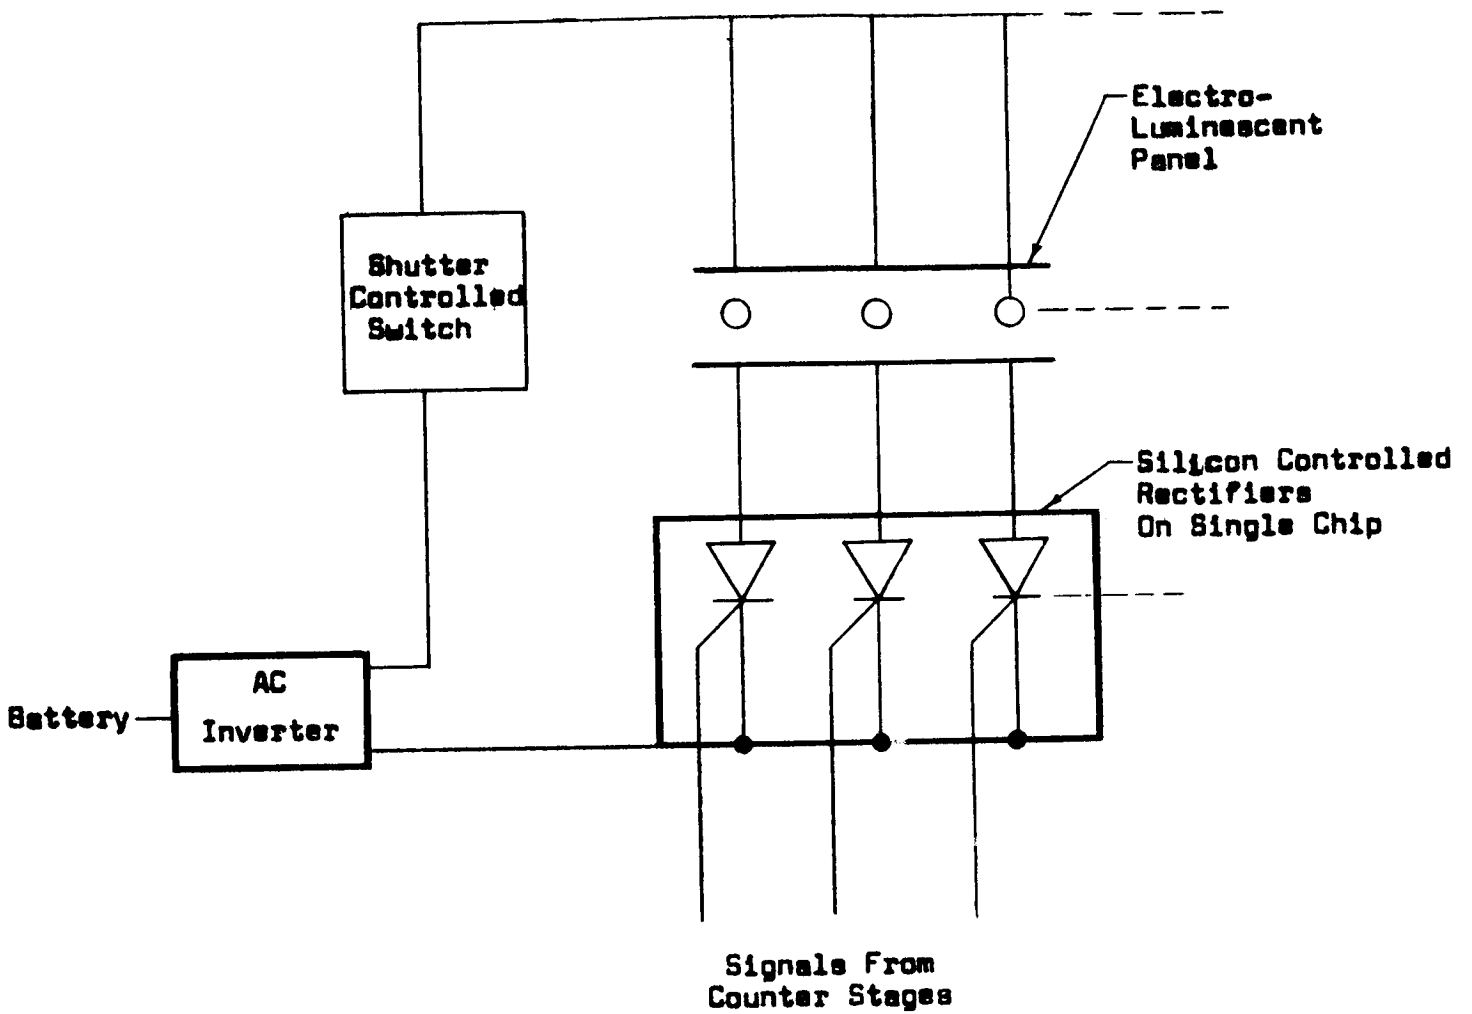 Electro-
Luminescent
Panel
Shutter
Controlled
Switch
Silicon Controlled
Rectifiers
On Single Chip
AC
Inverter
Battery
Signals From
Counter Stages